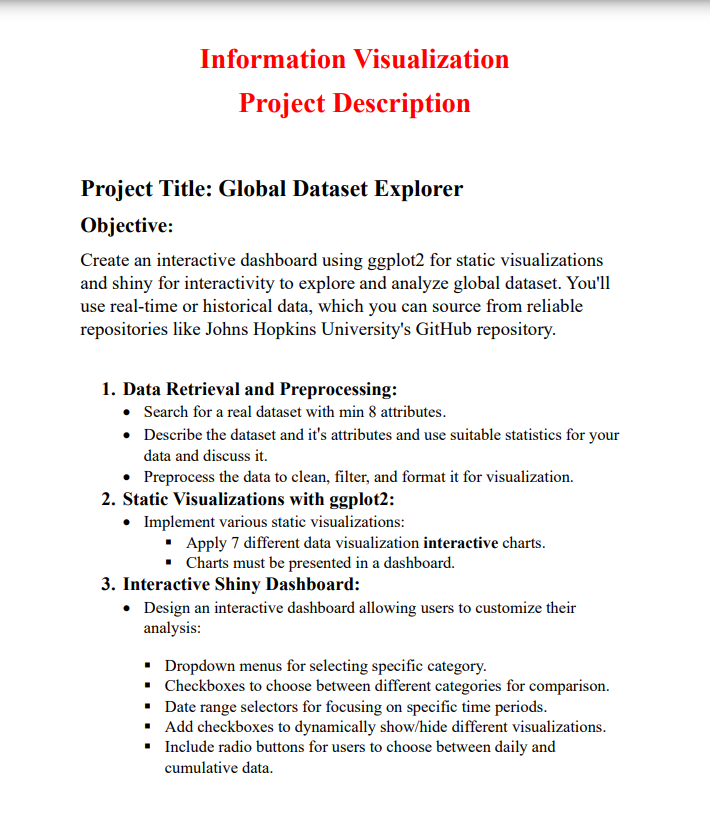 Information Visualization
Project Description
Project Title: Global Dataset Explorer
Objective:
Create an interactive dashboard using ggplot2 for static visualizations
and shiny for interactivity to explore and analyze global dataset. You'll
use real-time or historical data, which you can source from reliable
repositories like Johns Hopkins University's GitHub repository.
1. Data Retrieval and Preprocessing:
• Search for a real dataset with min 8 attributes.
• Describe the dataset and it's attributes and use suitable statistics for your
data and discuss it.
• Preprocess the data to clean, filter, and format it for visualization.
2. Static Visualizations with ggplot2:
• Implement various static visualizations:
▪ Apply 7 different data visualization interactive charts.
▪ Charts must be presented in a dashboard.
3. Interactive Shiny Dashboard:
• Design an interactive dashboard allowing users to customize their
analysis:
▪ Dropdown menus for selecting specific category.
▪ Checkboxes to choose between different categories for comparison.
▪ Date range selectors for focusing on specific time periods.
▪ Add checkboxes to dynamically show/hide different visualizations.
▪ Include radio buttons for users to choose between daily and
cumulative data.